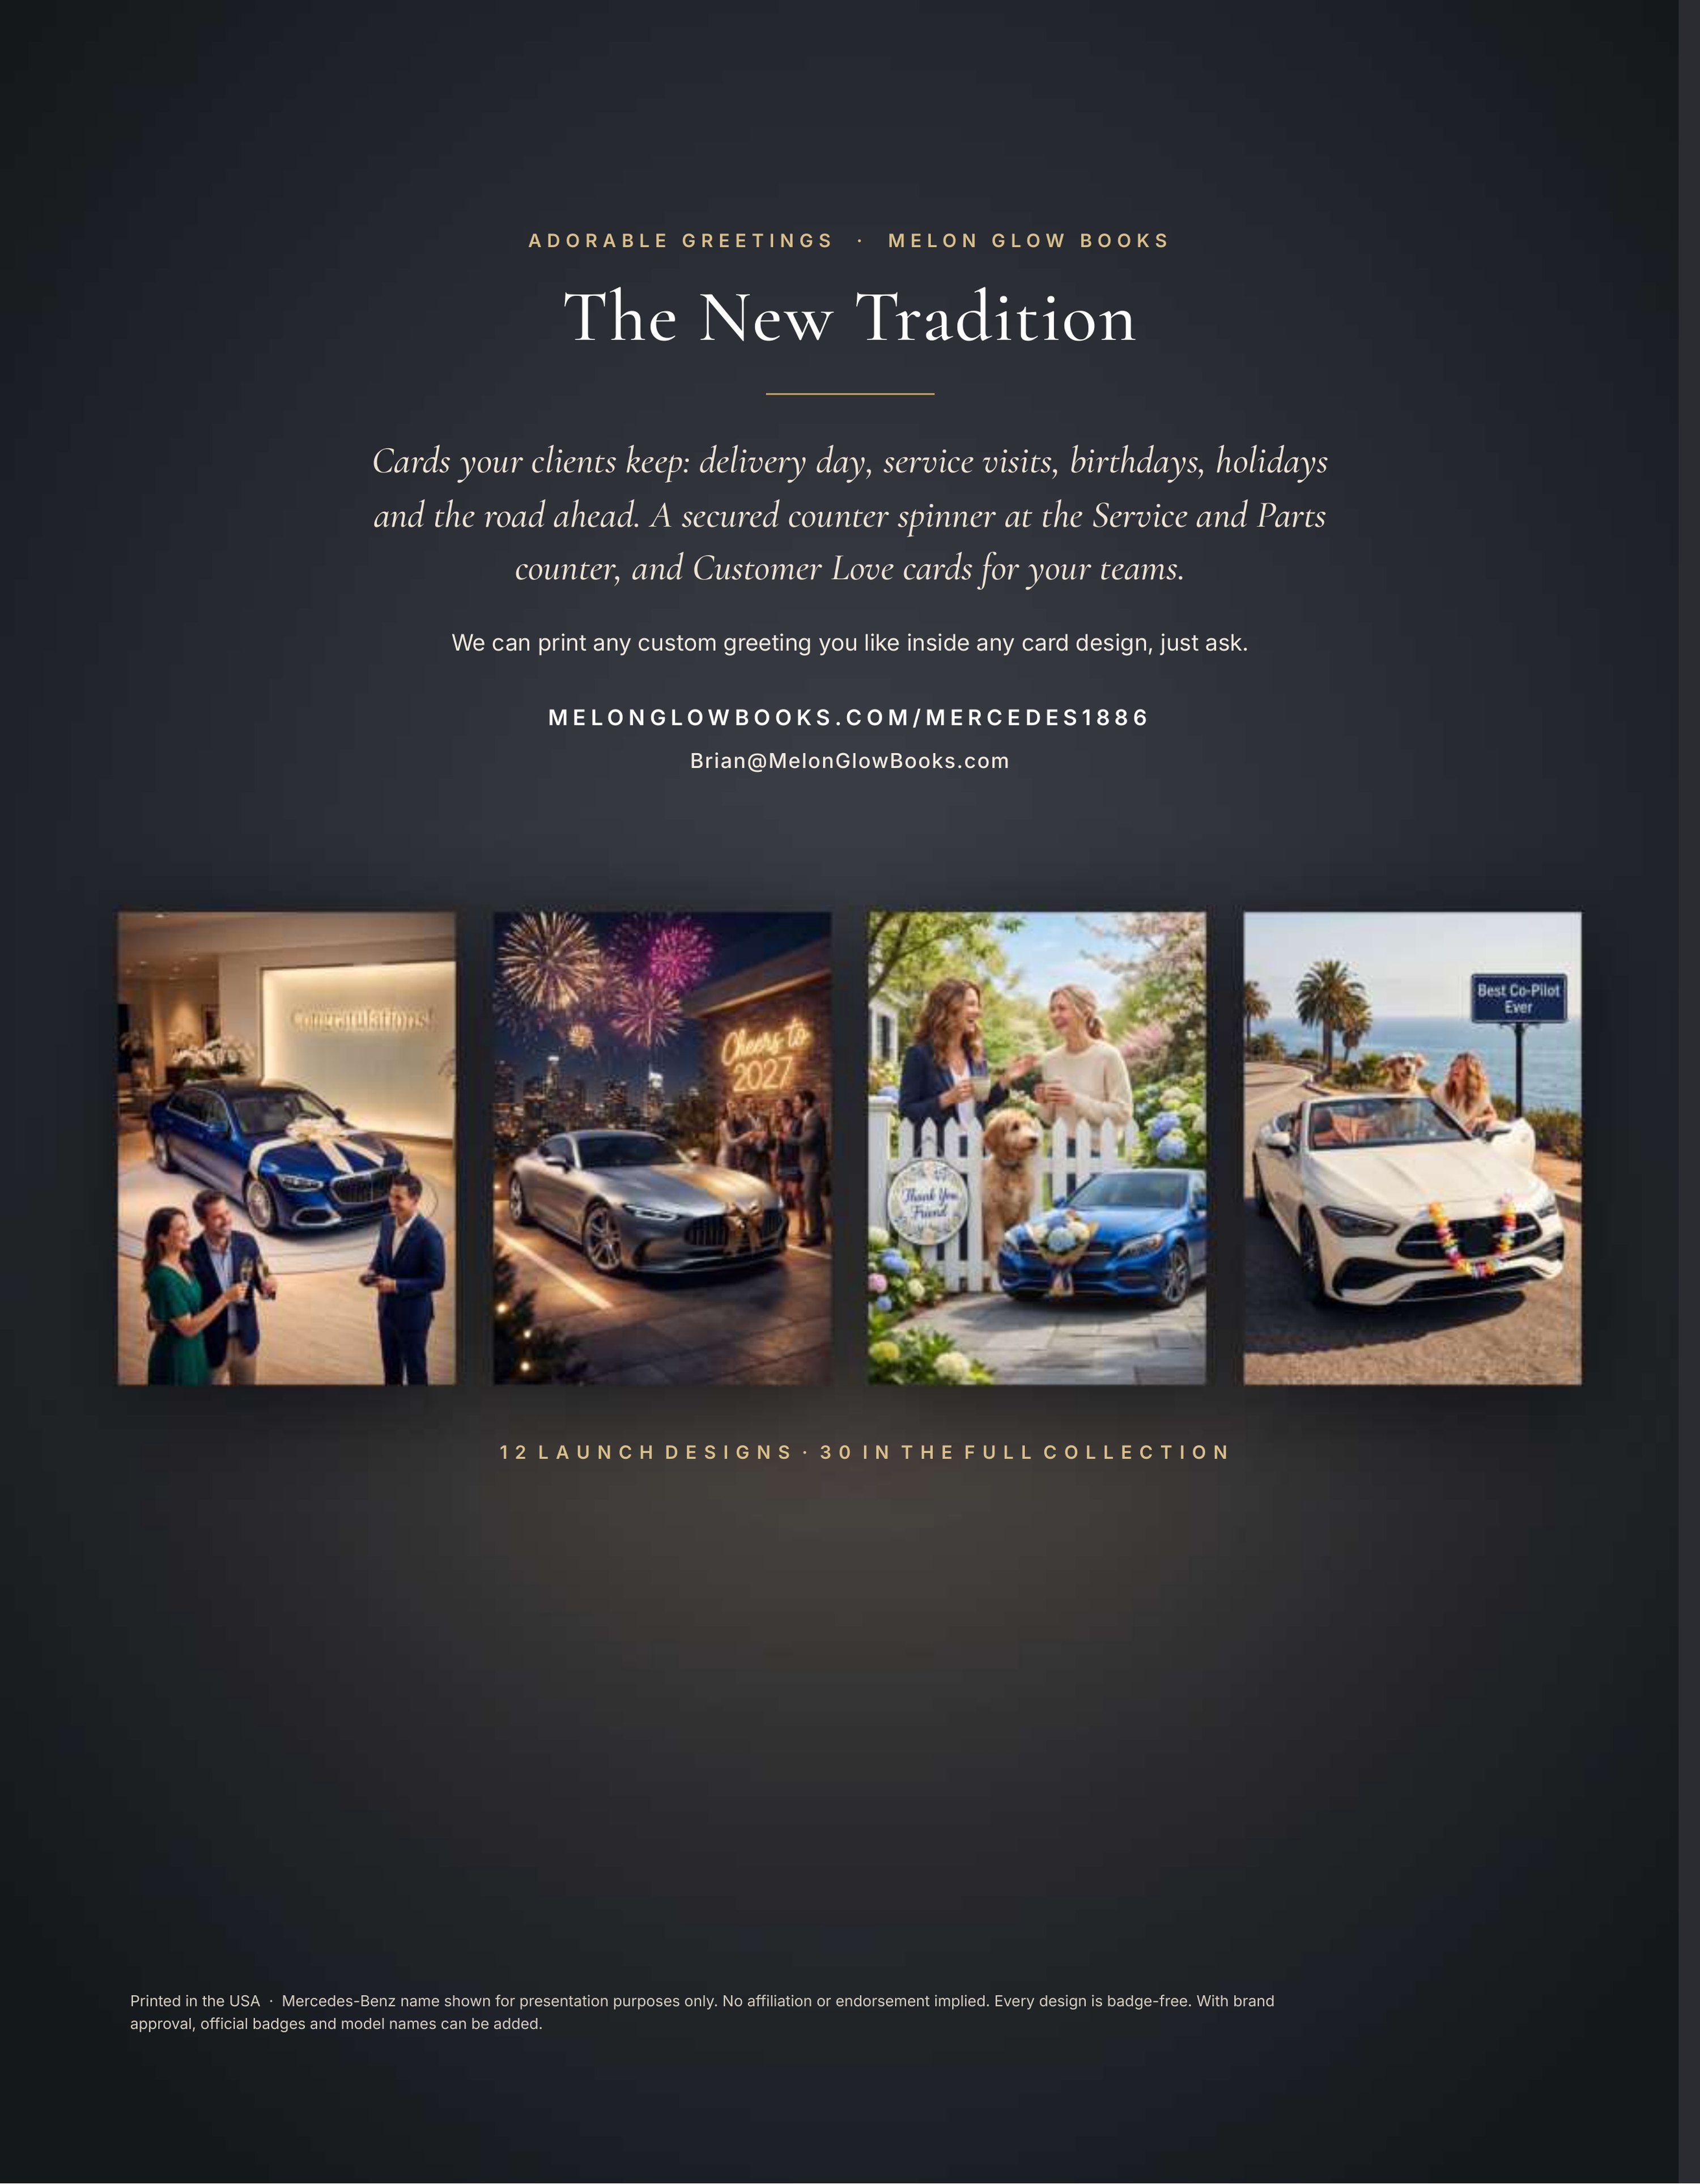 ADORABLE GREETINGS · MELON GLOW BOOKS
The New Tradition
Cards your clients keep: delivery day, service visits, birthdays, holidays
and the road ahead. A secured counter spinner at the Service and Parts
counter, and Customer Love cards for your teams.
We can print any custom greeting you like inside any card design, just ask.
MELONGLOWBOOKS.COM/MERCEDES1886
Brian@MelonGlowBooks.com
Congratulations!
Cheers to
2027
Thank You
Friend
Best Co-Pilot
Ever
12 LAUNCH DESIGNS · 30 IN THE FULL COLLECTION
Printed in the USA · Mercedes-Benz name shown for presentation purposes only. No affiliation or endorsement implied. Every design is badge-free. With brand
approval, official badges and model names can be added.